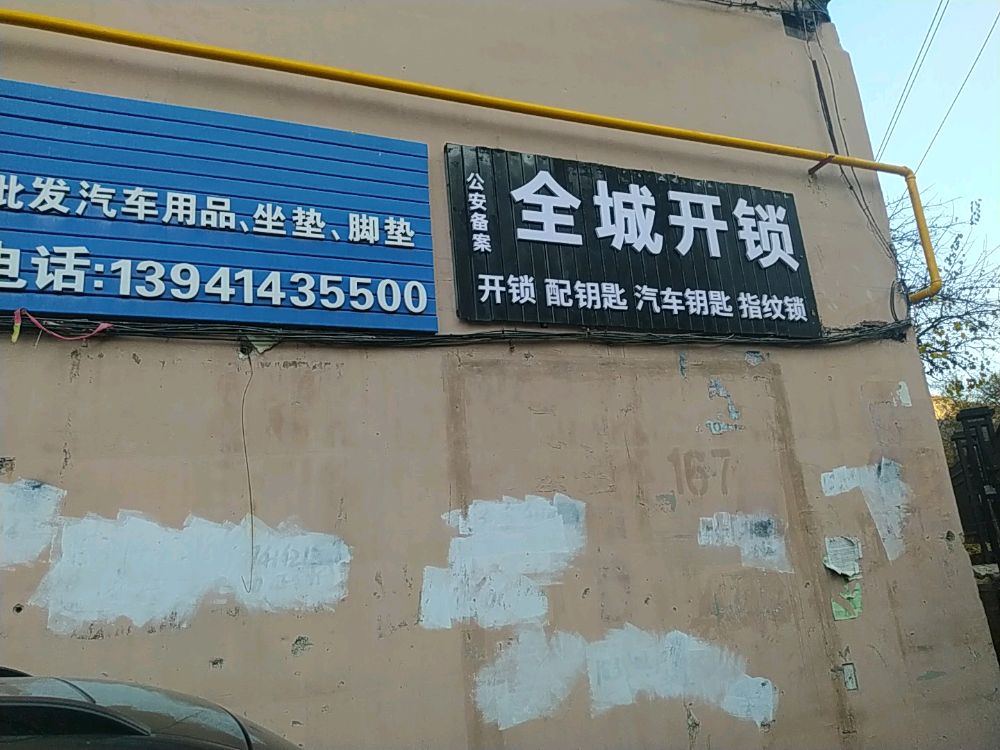 批发汽车用品、坐垫、脚垫
电话:13941435500
公安备案
全城开锁
开锁 配钥匙 汽车钥匙 指纹锁
167